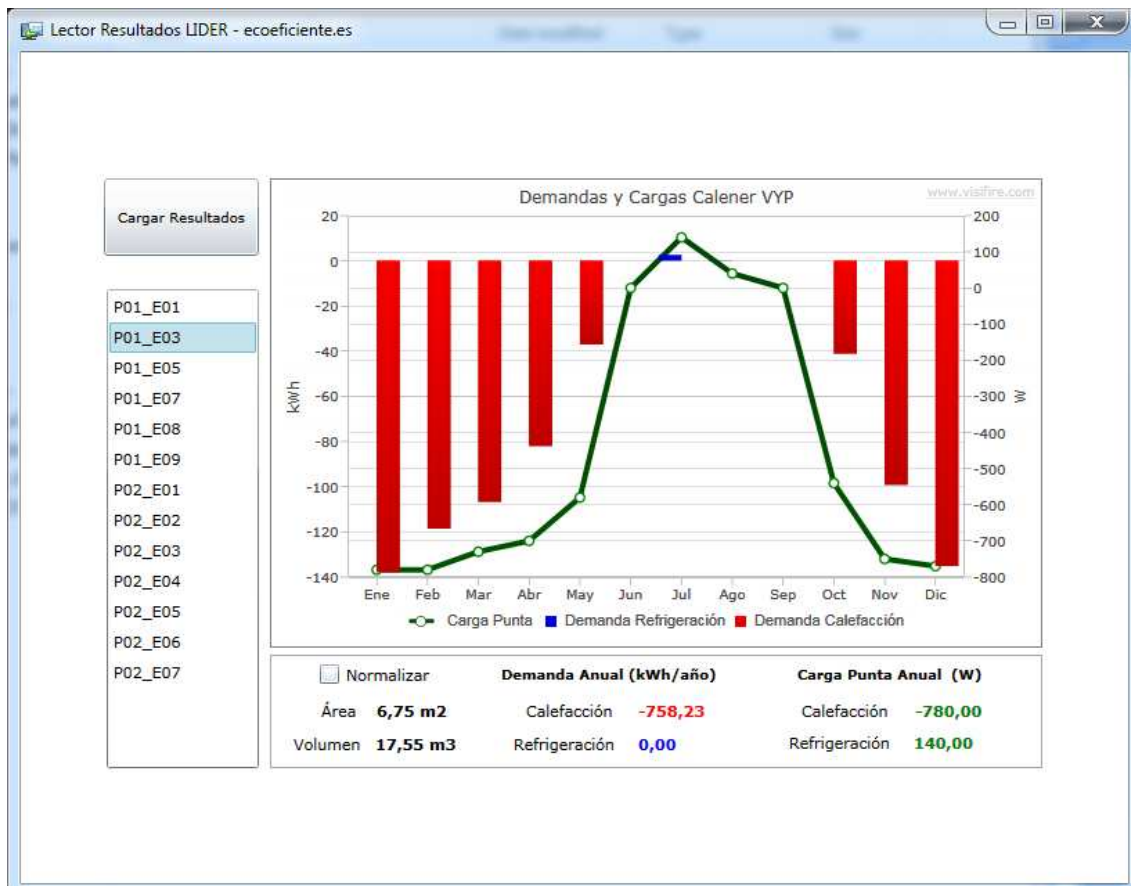 Lector Resultados LIDER - ecoeficiente.es
Cargar Resultados
P01_E01
P01_E03
P01_E05
P01_E07
P01_E08
P01_E09
P02_E01
P02_E02
P02_E03
P02_E04
P02_E05
P02_E06
P02_E07
Demandas y Cargas Calener VYP
www.visifire.com
20
0
-20
-40
-60
-80
-100
-120
-140
kWh
200
100
0
-100
-200
-300
-400
-500
-600
-700
-800
W
Ene Feb Mar Abr May Jun Jul Ago Sep Oct Nov Dic
Carga Punta Demanda Refrigeración Demanda Calefacción
Normalizar Demanda Anual (kWh/año) Carga Punta Anual (W)
Área 6,75 m2 Calefacción -758,23 Calefacción -780,00
Volumen 17,55 m3 Refrigeración 0,00 Refrigeración 140,00